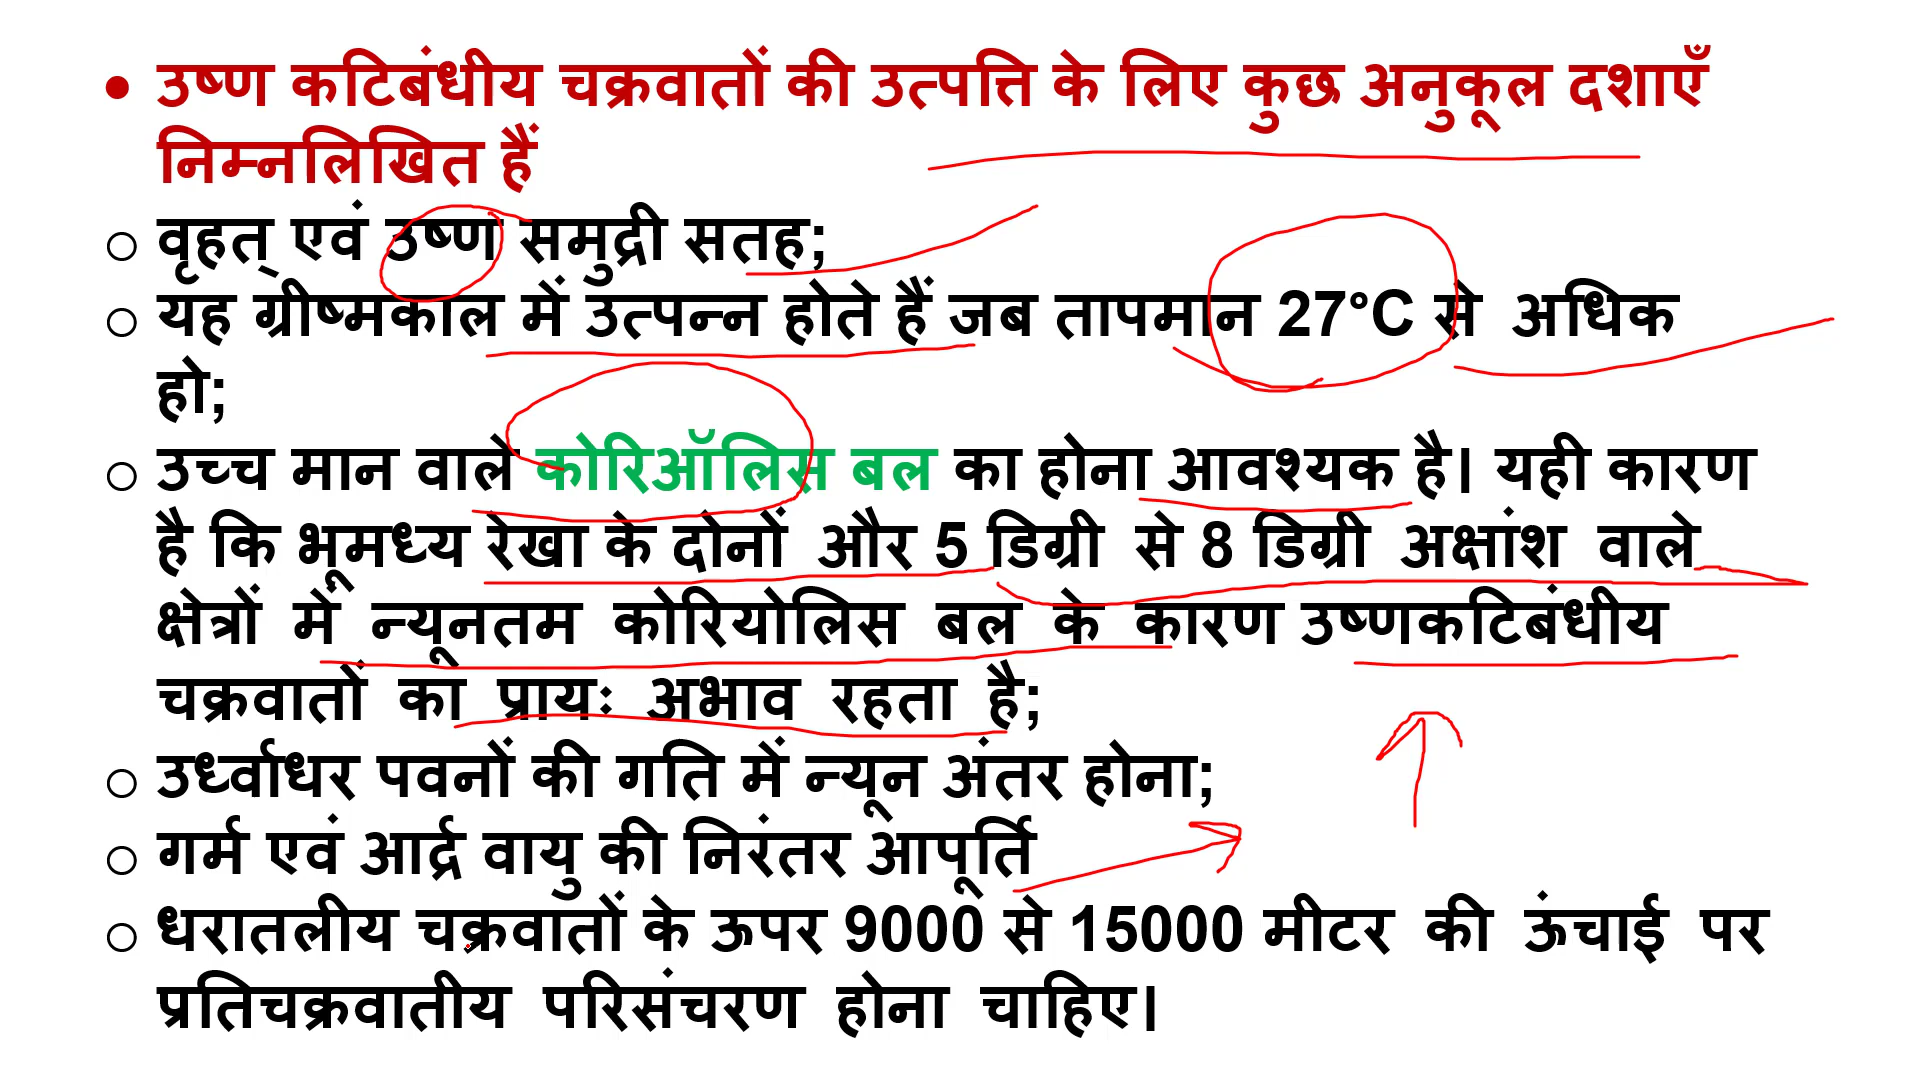 • उष्ण कटिबंधीय चक्रवातों की उत्पत्ति के लिए कुछ अनुकूल दशाएँ
निम्नलिखित हैं
○ वृहत् एवं उष्ण समुद्री सतह;
○ यह ग्रीष्मकाल में उत्पन्न होते हैं जब तापमान 27°C से अधिक
हो;
○ उच्च मान वाले कोरिऑलिस बल का होना आवश्यक है। यही कारण
है कि भूमध्य रेखा के दोनों और 5 डिग्री से 8 डिग्री अक्षांश वाले
क्षेत्रों में न्यूनतम कोरियोलिस बल के कारण उष्णकटिबंधीय
चक्रवातों का प्रायः अभाव रहता है;
○ उर्ध्वाधर पवनों की गति में न्यून अंतर होना;
○ गर्म एवं आर्द्र वायु की निरंतर आपूर्ति
○ धरातलीय चक्रवातों के ऊपर 9000 से 15000 मीटर की ऊंचाई पर
प्रतिचक्रवातीय परिसंचरण होना चाहिए।